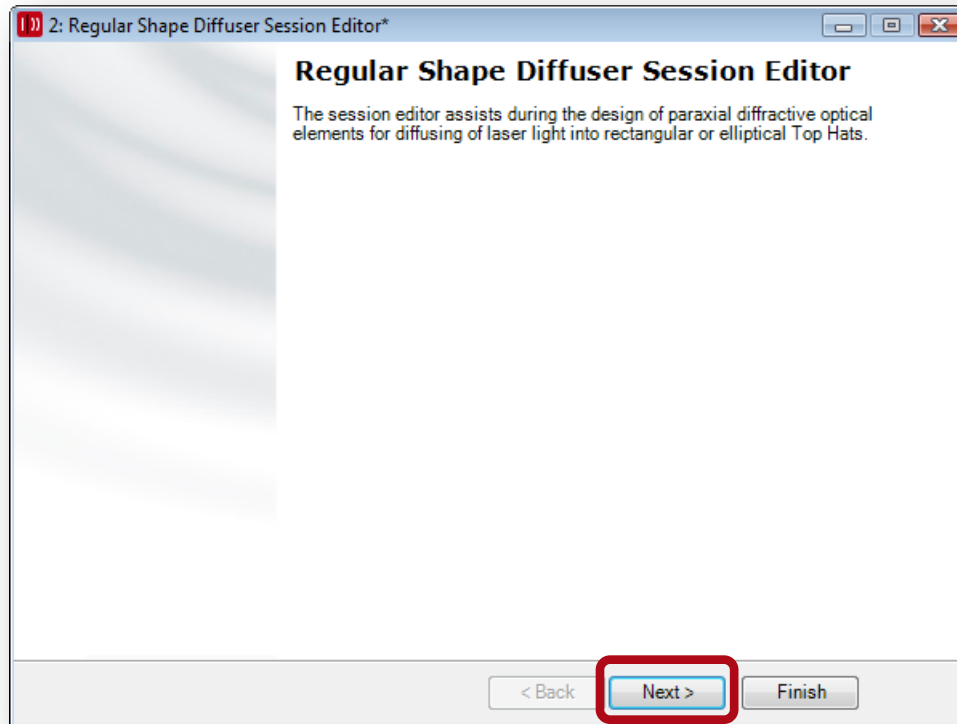 2: Regular Shape Diffuser Session Editor*
Regular Shape Diffuser Session Editor
The session editor assists during the design of paraxial diffractive optical
elements for diffusing of laser light into rectangular or elliptical Top Hats.
< Back Next > Finish